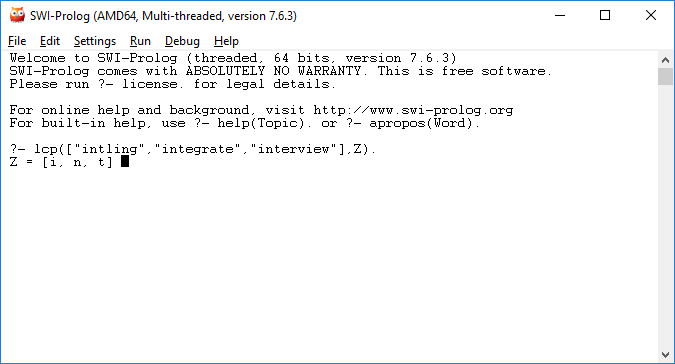 SWI-Prolog (AMD64, Multi-threaded, version 7.6.3)
File Edit Settings Run Debug Help
Welcome to SWI-Prolog (threaded, 64 bits, version 7.6.3)
SWI-Prolog comes with ABSOLUTELY NO WARRANTY. This is free software.
Please run ?- license. for legal details.
For online help and background, visit http://www.swi-prolog.org
For built-in help, use ?- help(Topic). or ?- apropos(Word).
?- lcp(["intling","integrate","interview"],Z).
Z = [i, n, t]